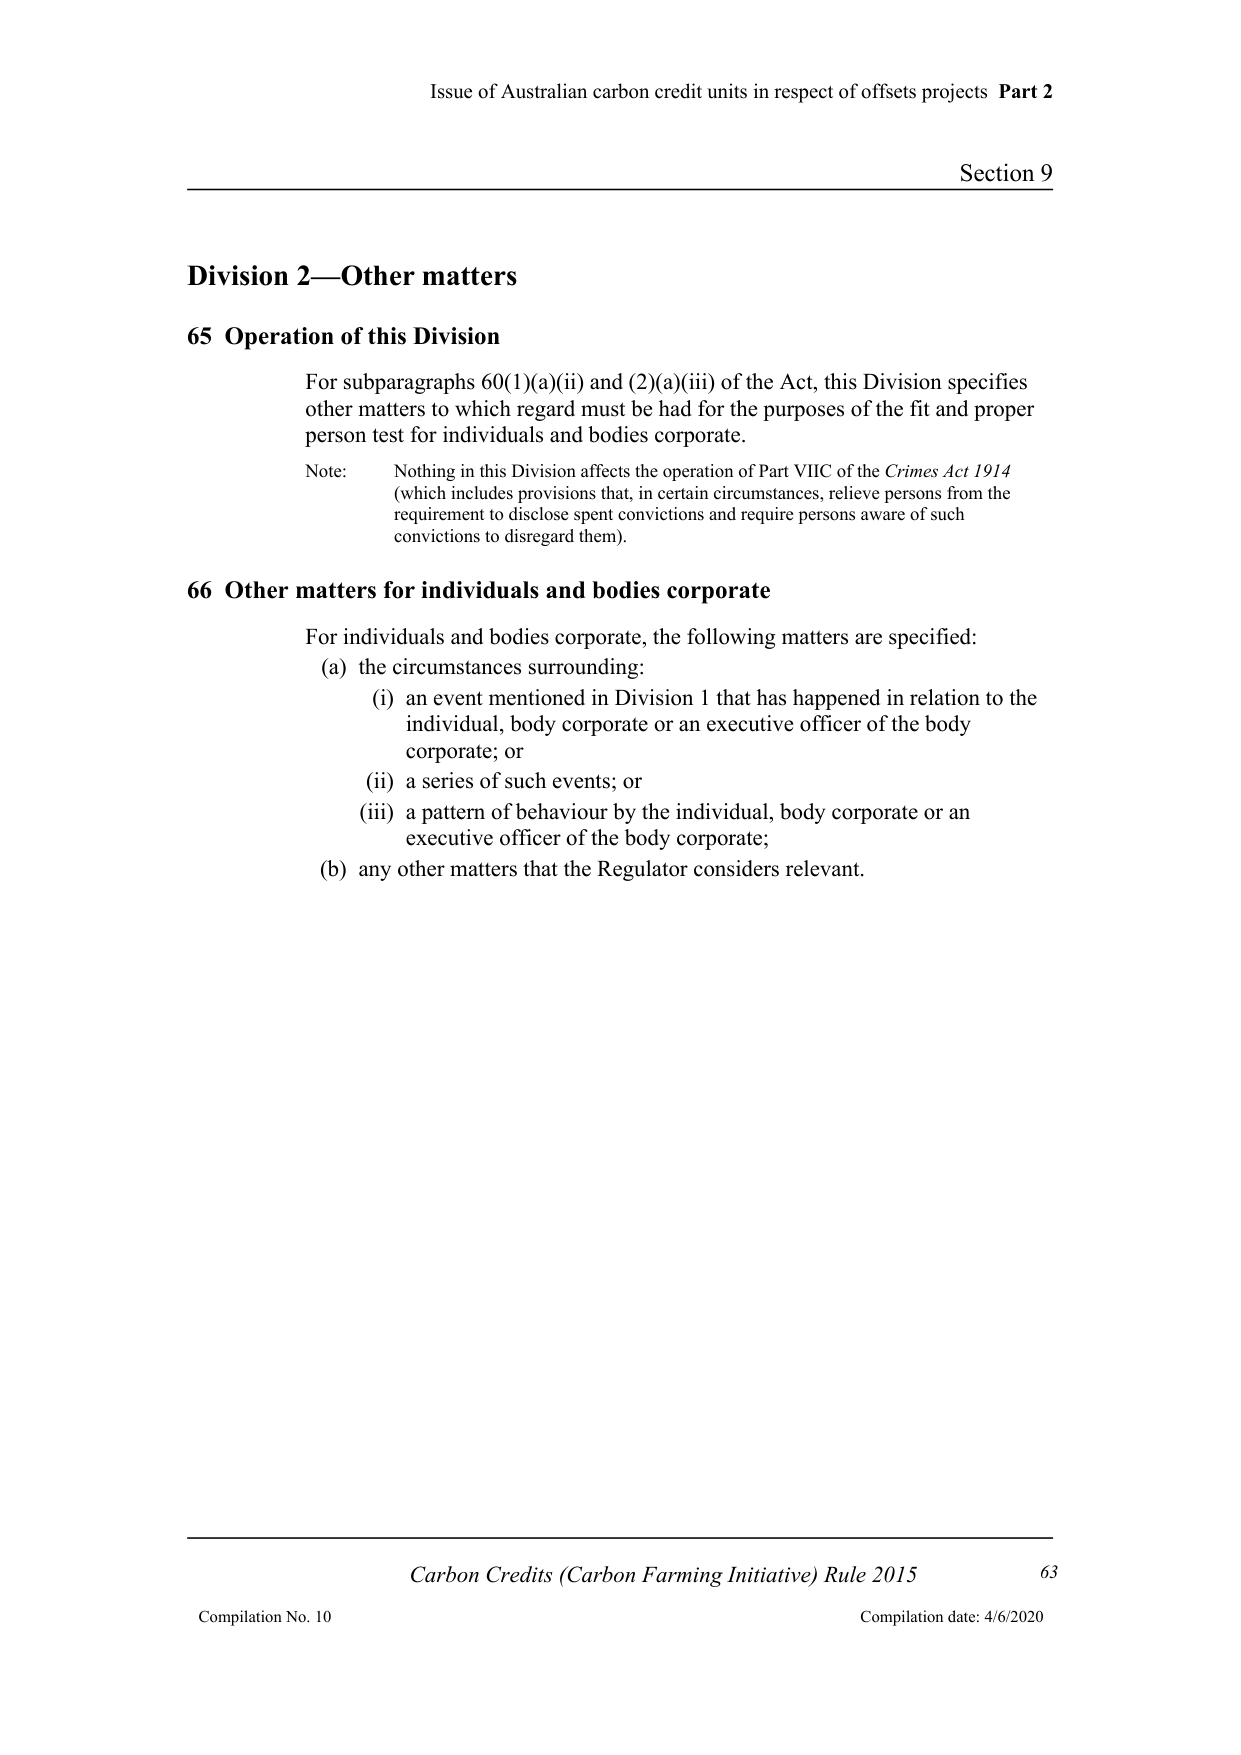 Issue of Australian carbon credit units in respect of offsets projects Part 2
Section 9
Division 2—Other matters
65 Operation of this Division
For subparagraphs 60(1)(a)(ii) and (2)(a)(iii) of the Act, this Division specifies
other matters to which regard must be had for the purposes of the fit and proper
person test for individuals and bodies corporate.
Note: Nothing in this Division affects the operation of Part VIIC of the Crimes Act 1914
(which includes provisions that, in certain circumstances, relieve persons from the
requirement to disclose spent convictions and require persons aware of such
convictions to disregard them).
66 Other matters for individuals and bodies corporate
For individuals and bodies corporate, the following matters are specified:
(a) the circumstances surrounding:
(i) an event mentioned in Division 1 that has happened in relation to the
individual, body corporate or an executive officer of the body
corporate; or
(ii) a series of such events; or
(iii) a pattern of behaviour by the individual, body corporate or an
executive officer of the body corporate;
(b) any other matters that the Regulator considers relevant.
Carbon Credits (Carbon Farming Initiative) Rule 2015 63
Compilation No. 10 Compilation date: 4/6/2020